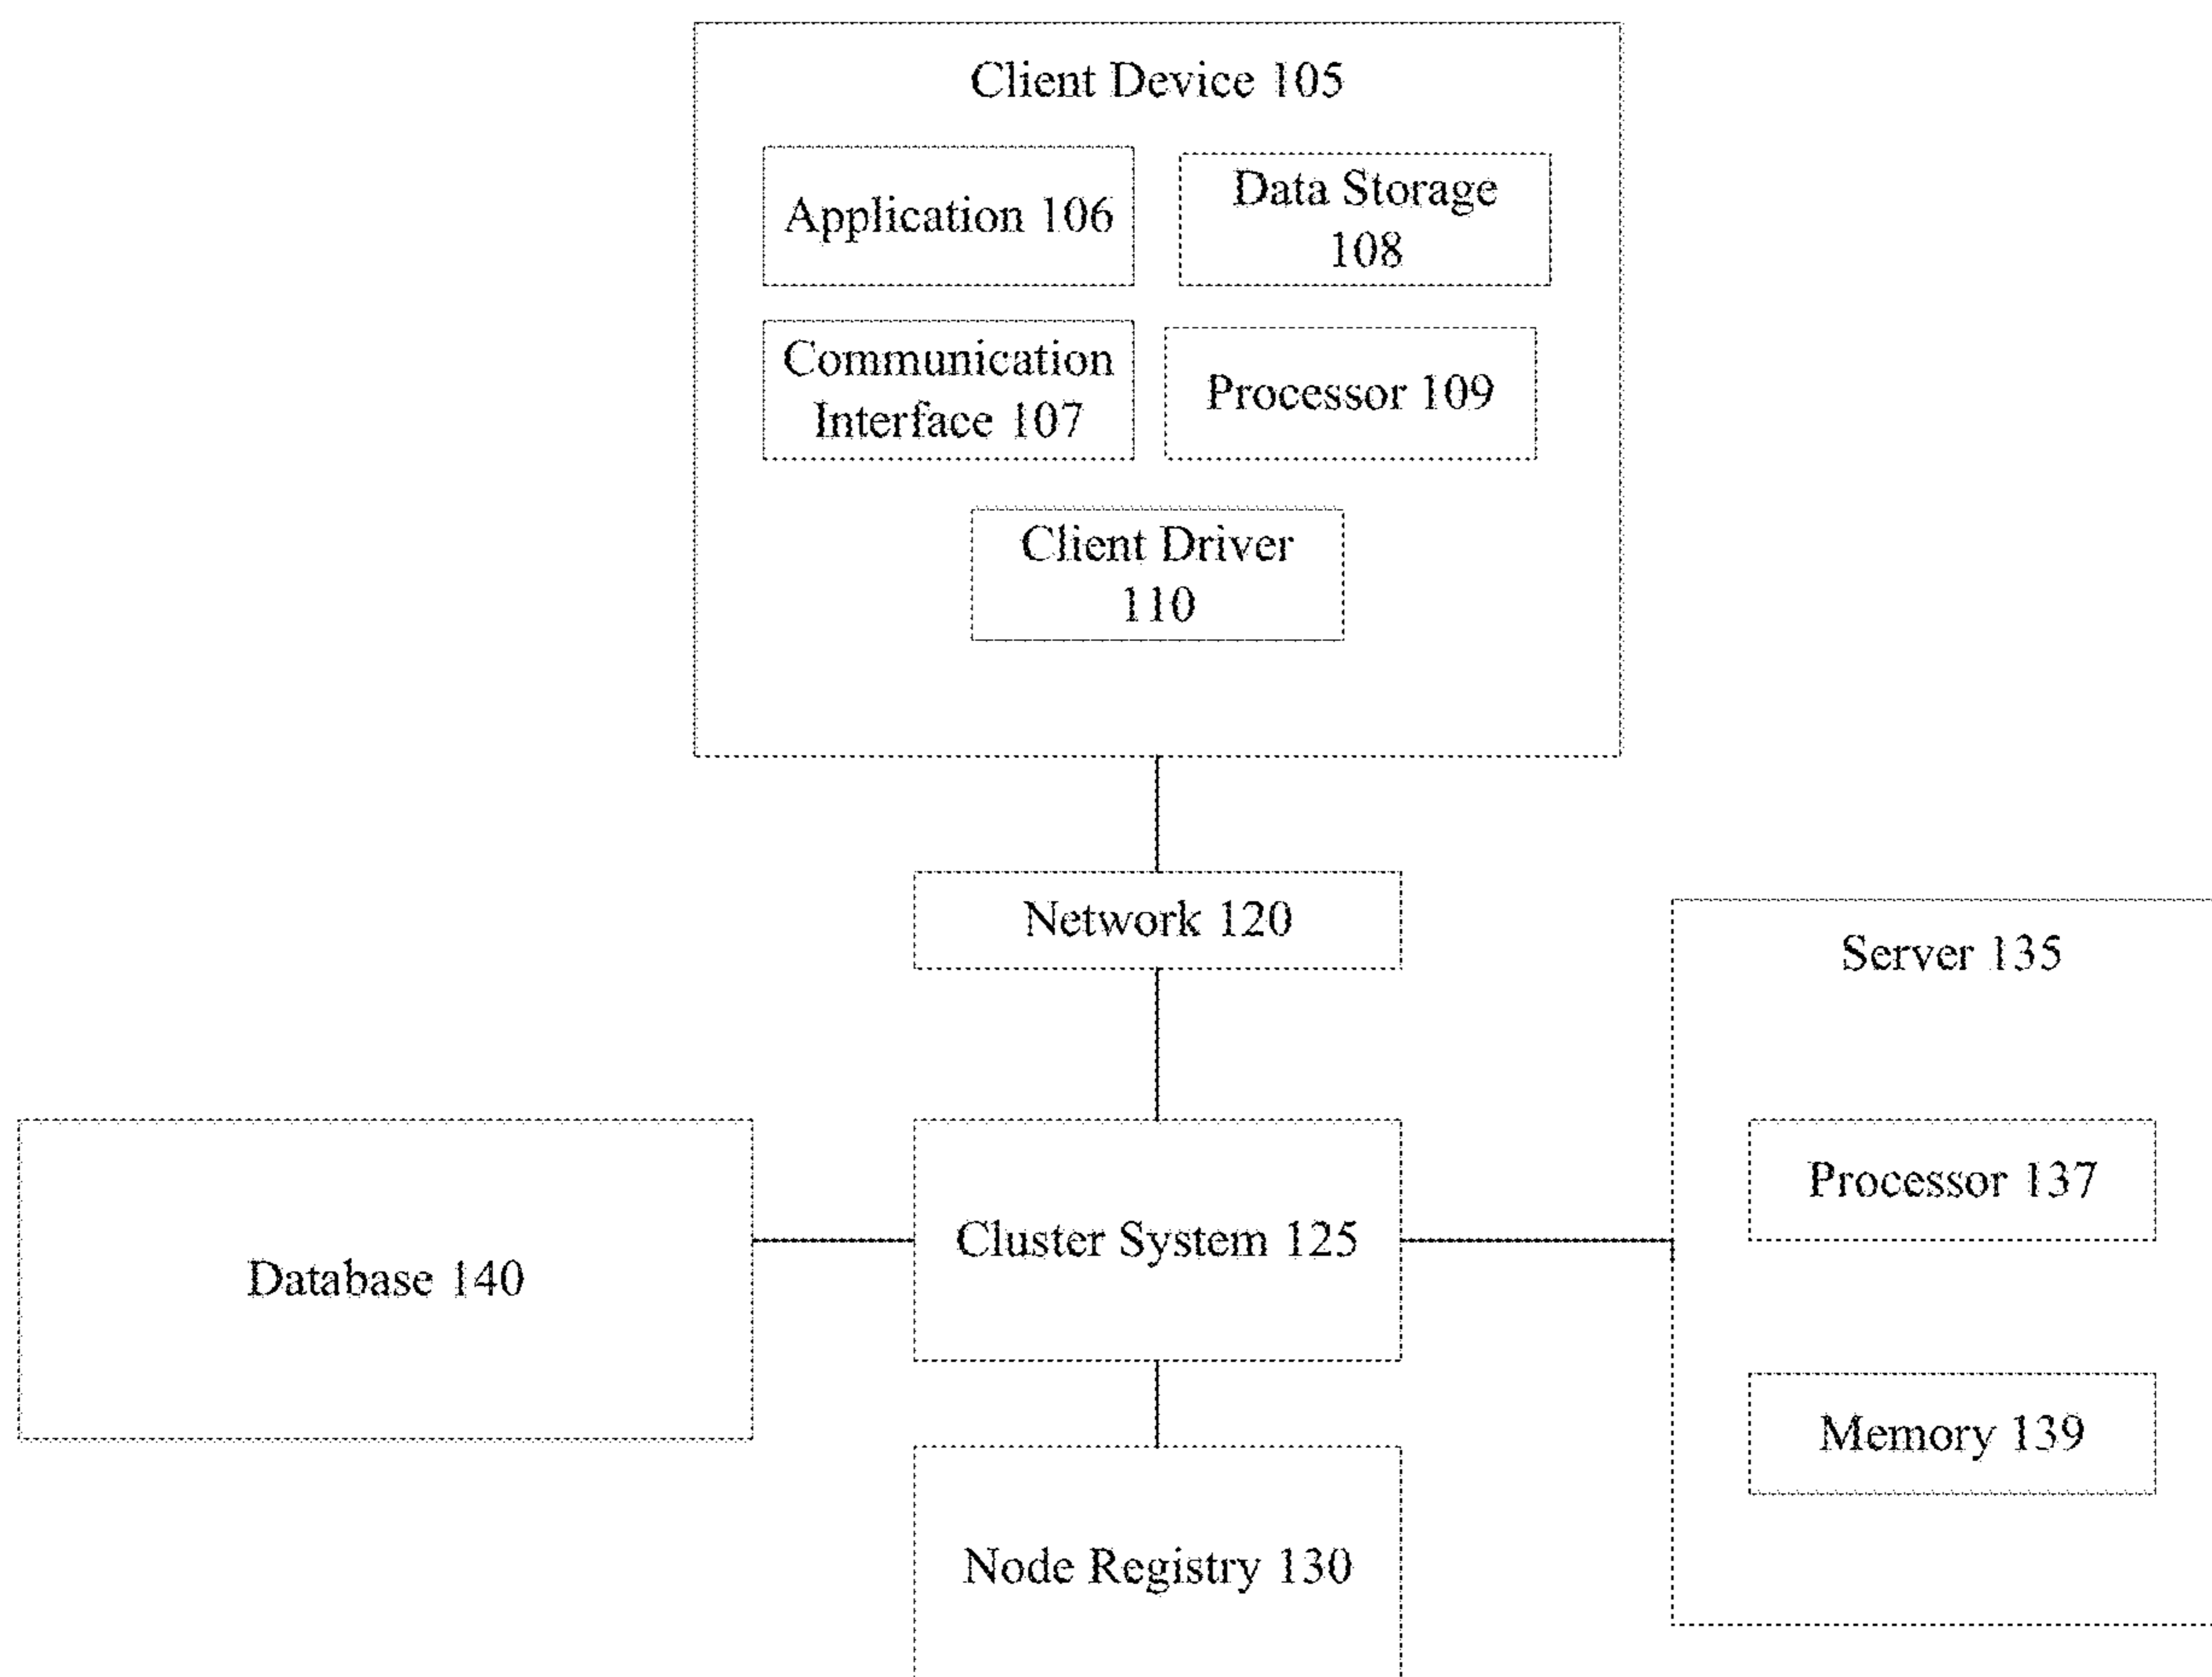 Client Device 105
Application 106
Data Storage
108
Communication
Interface 107
Processor 109
Client Driver
110
Network 120
Server 135
Processor 137
Memory 139
Cluster System 125
Database 140
Node Registry 130